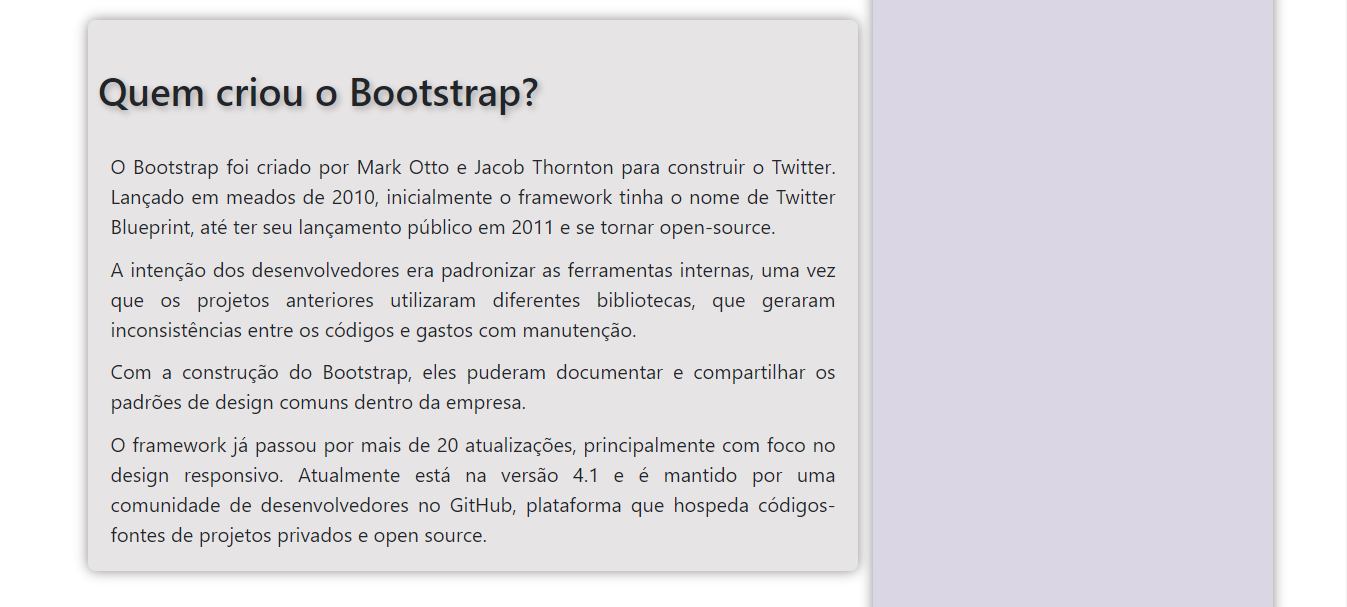 Quem criou o Bootstrap?
O Bootstrap foi criado por Mark Otto e Jacob Thornton para construir o Twitter.
Lançado em meados de 2010, inicialmente o framework tinha o nome de Twitter
Blueprint, até ter seu lançamento público em 2011 e se tornar open-source.
A intenção dos desenvolvedores era padronizar as ferramentas internas, uma vez
que os projetos anteriores utilizaram diferentes bibliotecas, que geraram
inconsistências entre os códigos e gastos com manutenção.
Com a construção do Bootstrap, eles puderam documentar e compartilhar os
padrões de design comuns dentro da empresa.
O framework já passou por mais de 20 atualizações, principalmente com foco no
design responsivo. Atualmente está na versão 4.1 e é mantido por uma
comunidade de desenvolvedores no GitHub, plataforma que hospeda códigos-
fontes de projetos privados e open source.